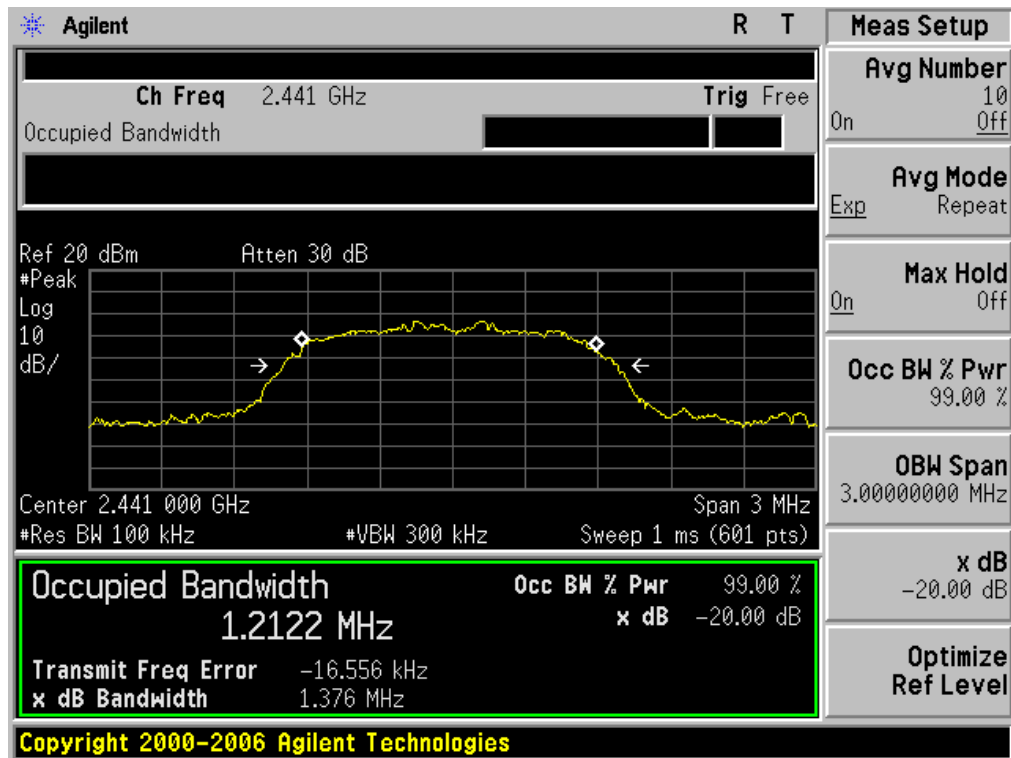 Agilent R T
Meas Setup
Ch Freq 2.441 GHz Trig Free
Occupied Bandwidth
Ref 20 dBm Atten 30 dB
#Peak
Log
10
dB/
Center 2.441 000 GHz Span 3 MHz
#Res BW 100 kHz #VBW 300 kHz Sweep 1 ms (601 pts)
Occupied Bandwidth
1.2122 MHz
Occ BW % Pwr 99.00 %
x dB -20.00 dB
Transmit Freq Error -16.556 kHz
x dB Bandwidth 1.376 MHz
Avg Number
10
On Off
Avg Mode
Exp Repeat
Max Hold
On Off
Occ BW % Pwr
99.00 %
OBW Span
3.00000000 MHz
x dB
-20.00 dB
Optimize
Ref Level
Copyright 2000-2006 Agilent Technologies